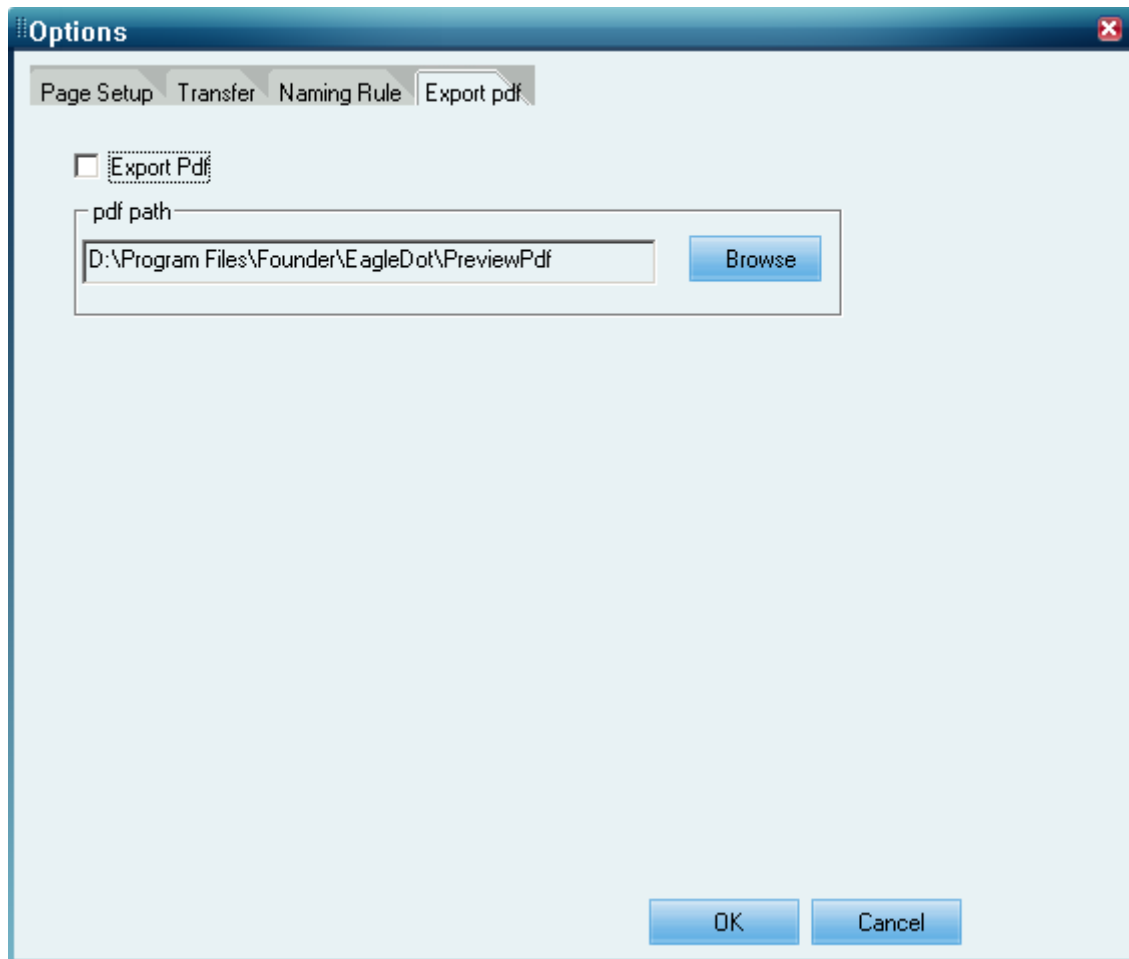 Options
Page Setup Transfer Naming Rule Export pdf
Export Pdf
pdf path
D:\Program Files\Founder\EagleDot\PreviewPdf Browse
OK Cancel